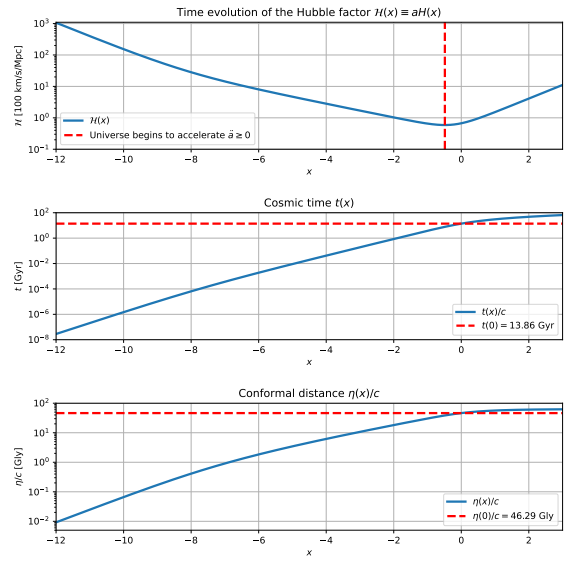 Time evolution of the Hubble factor ℋ(x) ≡ aH(x)
10³
10²
10¹
10⁰
10⁻¹
ℋ [100 km/s/Mpc]
ℋ(x)
Universe begins to accelerate ä ≥ 0
−12 −10 −8 −6 −4 −2 0 2
x
Cosmic time t(x)
10²
10⁰
10⁻²
10⁻⁴
10⁻⁶
10⁻⁸
t [Gyr]
t(x)/c
t(0) = 13.86 Gyr
−12 −10 −8 −6 −4 −2 0 2
x
Conformal distance η(x)/c
10²
10¹
10⁰
10⁻¹
10⁻²
η/c [Gly]
η(x)/c
η(0)/c = 46.29 Gly
−12 −10 −8 −6 −4 −2 0 2
x